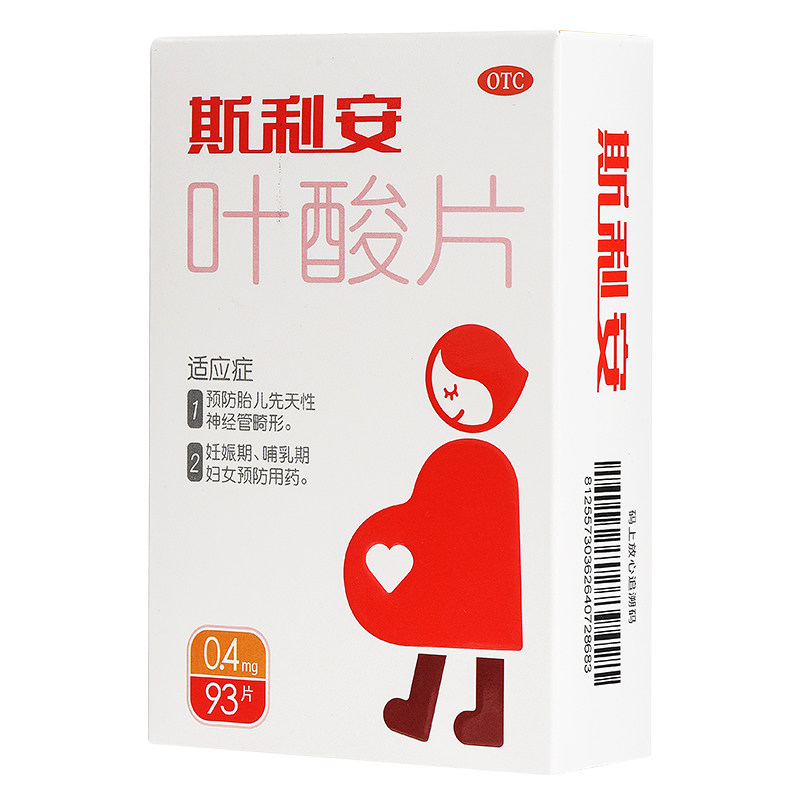 OTC
斯利安
叶酸片
适应症
1 预防胎儿先天性
神经管畸形。
2 妊娠期、哺乳期
妇女预防用药。
0.4mg
93片
斯利安
码上放心追溯码
81255730362640728683